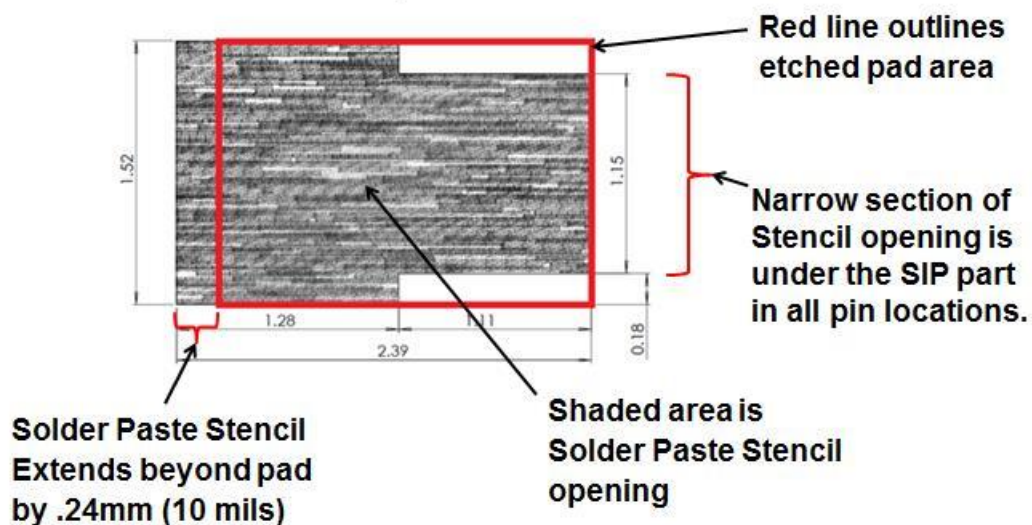 Red line outlines
etched pad area
1.52
1.15
Narrow section of
Stencil opening is
under the SIP part
in all pin locations.
1.28
1.11
0.18
2.39
Solder Paste Stencil
Extends beyond pad
by .24mm (10 mils)
Shaded area is
Solder Paste Stencil
opening